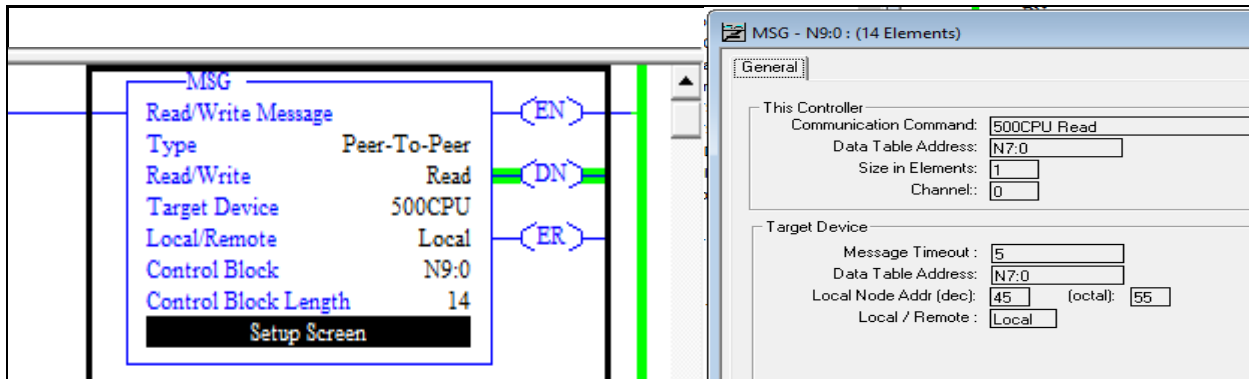 MSG
Read/Write Message
Type Peer-To-Peer
Read/Write Read
Target Device 500CPU
Local/Remote Local
Control Block N9:0
Control Block Length 14
Setup Screen
EN
DN
ER
MSG - N9:0 : (14 Elements)
General
This Controller
Communication Command: 500CPU Read
Data Table Address: N7:0
Size in Elements: 1
Channel:: 0
Target Device
Message Timeout : 5
Data Table Address: N7:0
Local Node Addr (dec): 45 (octal): 55
Local / Remote : Local